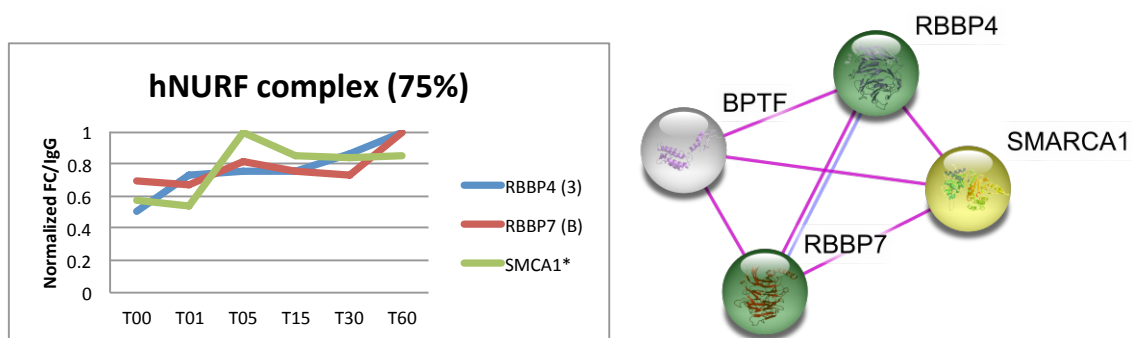 hNURF complex (75%)
Normalized FC/IgG
1
0.8
0.6
0.4
0.2
0
T00 T01 T05 T15 T30 T60
RBBP4 (3)
RBBP7 (B)
SMCA1*
RBBP4
BPTF
SMARCA1
RBBP7